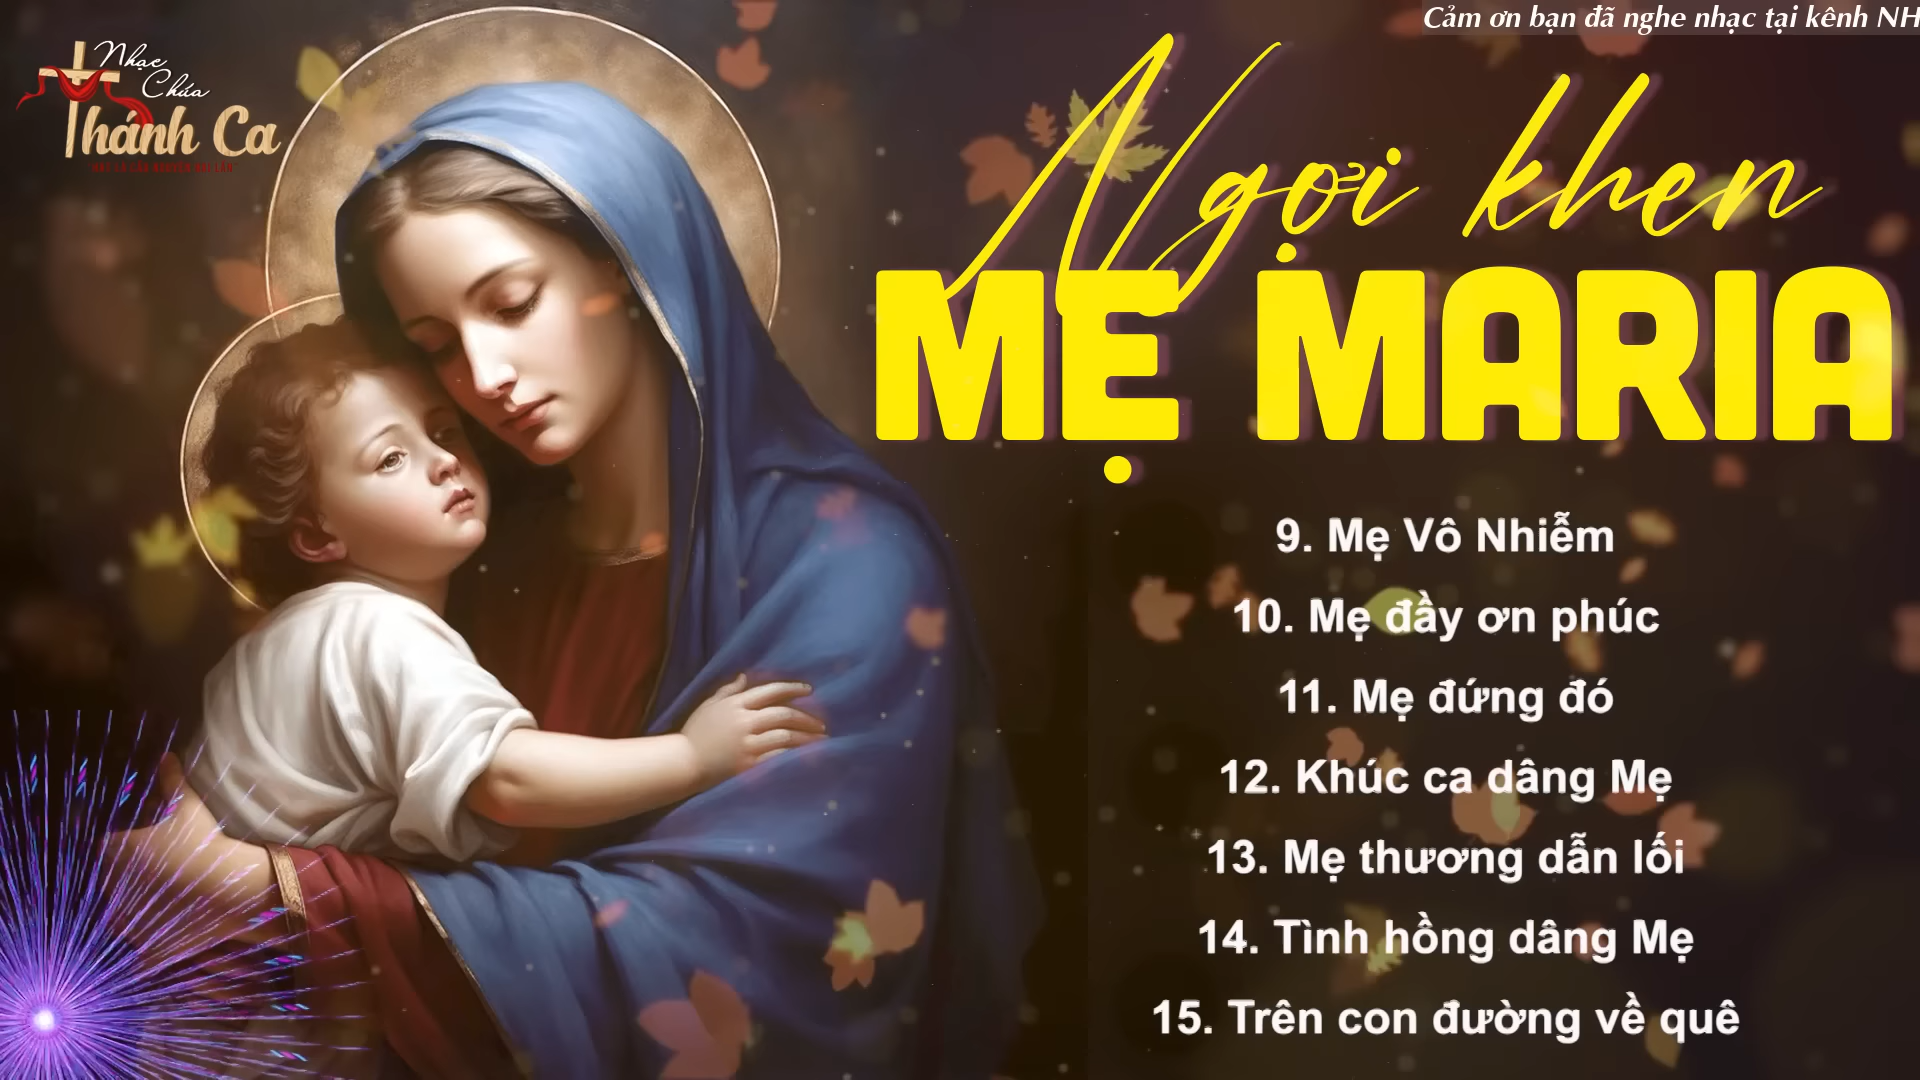 Cảm ơn bạn đã nghe nhạc tại kênh NH
Nhạc
Chúa
Thánh Ca
Ngợi khen
MẸ MARIA
9. Mẹ Vô Nhiễm
10. Mẹ đầy ơn phúc
11. Mẹ đứng đó
12. Khúc ca dâng Mẹ
13. Mẹ thương dẫn lối
14. Tình hồng dâng Mẹ
15. Trên con đường về quê